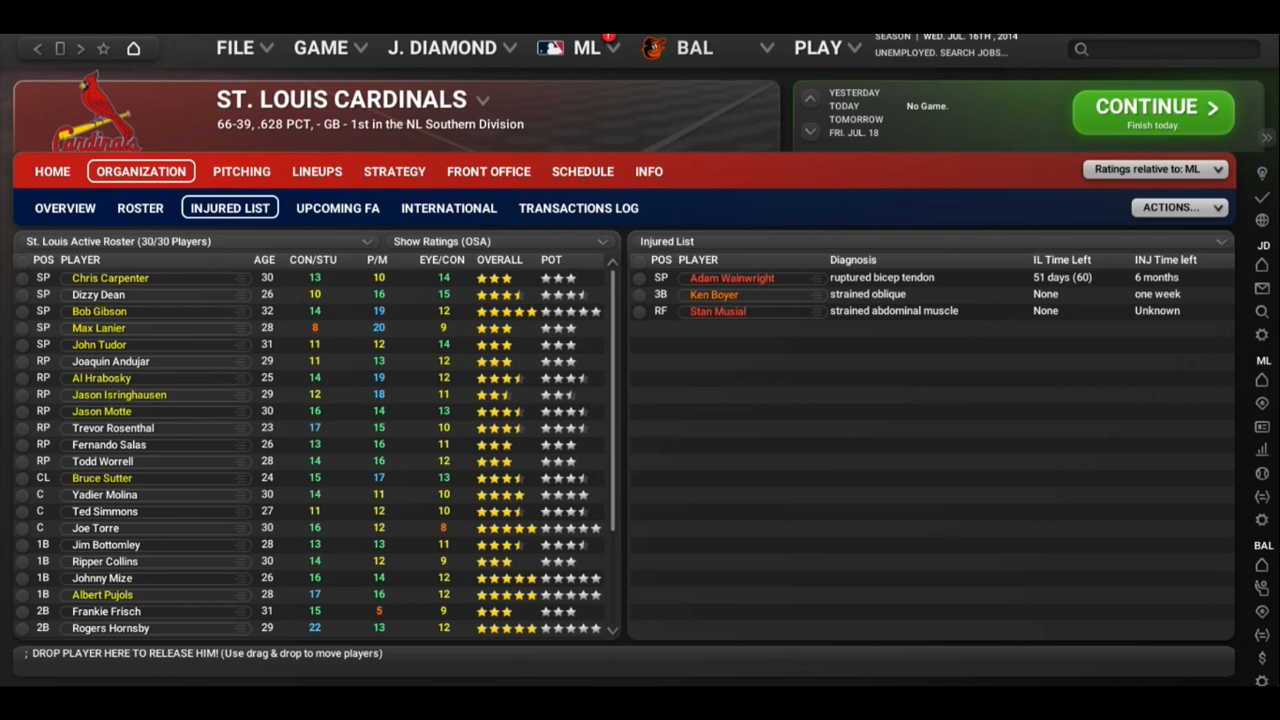 SEASON | WED. JUL. 16TH , 2014
FILE GAME J. DIAMOND ML BAL PLAY
UNEMPLOYED. SEARCH JOBS...
ST. LOUIS CARDINALS
66-39, .628 PCT, - GB - 1st in the NL Southern Division
Cardinals
YESTERDAY
TODAY No Game.
TOMORROW
FRI. JUL. 18
CONTINUE >
Finish today.
HOME ORGANIZATION PITCHING LINEUPS STRATEGY FRONT OFFICE SCHEDULE INFO
Ratings relative to: ML
OVERVIEW ROSTER INJURED LIST UPCOMING FA INTERNATIONAL TRANSACTIONS LOG
ACTIONS...
St. Louis Active Roster (30/30 Players) Show Ratings (OSA)
POS PLAYER AGE CON/STU P/M EYE/CON OVERALL POT
SP Chris Carpenter 30 13 10 14
SP Dizzy Dean 26 10 16 15
SP Bob Gibson 32 14 19 12
SP Max Lanier 28 8 20 9
SP John Tudor 31 11 12 14
RP Joaquin Andujar 29 11 13 12
RP Al Hrabosky 25 14 19 12
RP Jason Isringhausen 29 12 18 11
RP Jason Motte 30 16 14 13
RP Trevor Rosenthal 23 17 15 10
RP Fernando Salas 26 13 16 11
RP Todd Worrell 28 14 16 12
CL Bruce Sutter 24 15 17 13
C Yadier Molina 30 14 11 10
C Ted Simmons 27 11 12 10
C Joe Torre 30 16 12 8
1B Jim Bottomley 28 13 13 11
1B Ripper Collins 30 14 12 9
1B Johnny Mize 26 16 14 12
1B Albert Pujols 28 17 16 12
2B Frankie Frisch 31 15 5 9
2B Rogers Hornsby 29 22 13 12
Injured List
POS PLAYER Diagnosis IL Time Left INJ Time left
SP Adam Wainwright ruptured bicep tendon 51 days (60) 6 months
3B Ken Boyer strained oblique None one week
RF Stan Musial strained abdominal muscle None Unknown
JD
ML
BAL
; DROP PLAYER HERE TO RELEASE HIM! (Use drag & drop to move players)